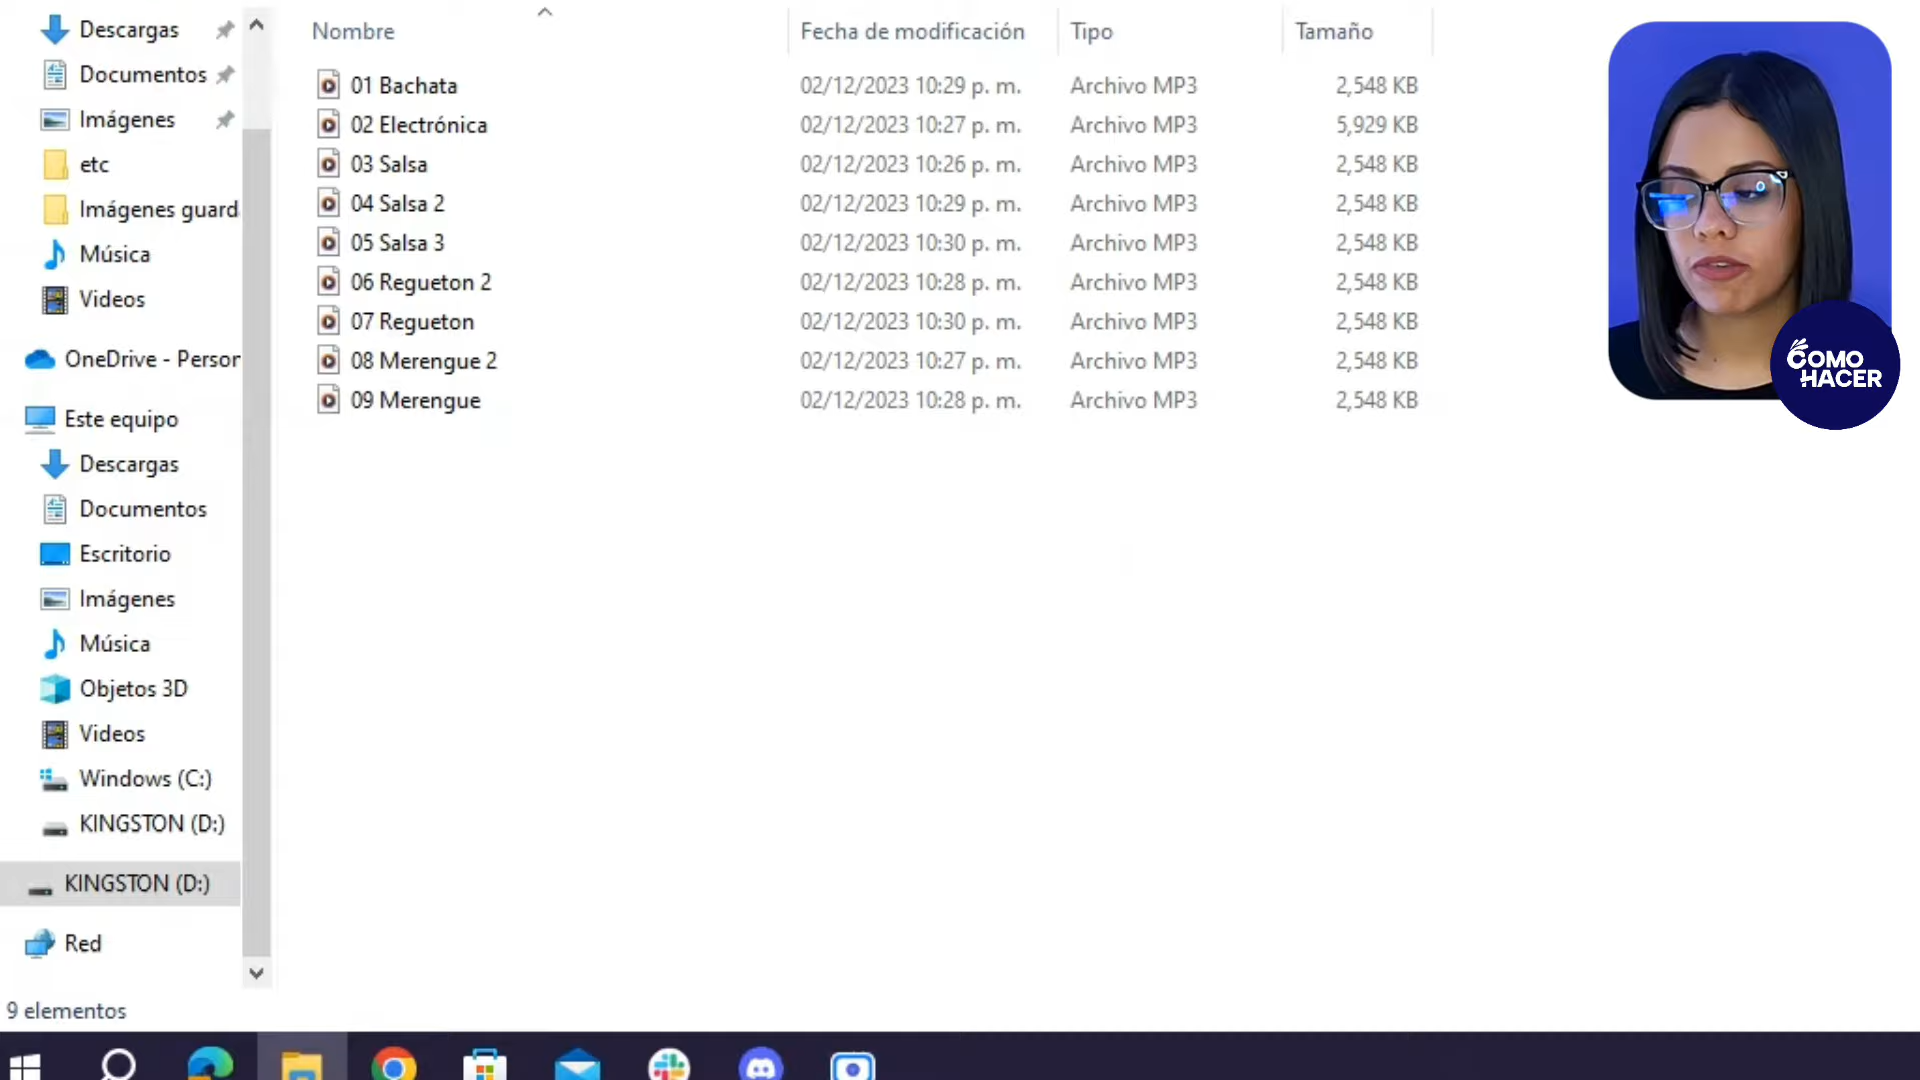 Descargas
Documentos
Imágenes
etc
Imágenes guard
Música
Videos
OneDrive - Person
Este equipo
Descargas
Documentos
Escritorio
Imágenes
Música
Objetos 3D
Videos
Windows (C:)
KINGSTON (D:)
KINGSTON (D:)
Red
9 elementos
Nombre Fecha de modificación Tipo Tamaño
01 Bachata 02/12/2023 10:29 p. m. Archivo MP3 2,548 KB
02 Electrónica 02/12/2023 10:27 p. m. Archivo MP3 5,929 KB
03 Salsa 02/12/2023 10:26 p. m. Archivo MP3 2,548 KB
04 Salsa 2 02/12/2023 10:29 p. m. Archivo MP3 2,548 KB
05 Salsa 3 02/12/2023 10:30 p. m. Archivo MP3 2,548 KB
06 Regueton 2 02/12/2023 10:28 p. m. Archivo MP3 2,548 KB
07 Regueton 02/12/2023 10:30 p. m. Archivo MP3 2,548 KB
08 Merengue 2 02/12/2023 10:27 p. m. Archivo MP3 2,548 KB
09 Merengue 02/12/2023 10:28 p. m. Archivo MP3 2,548 KB
COMO
HACER